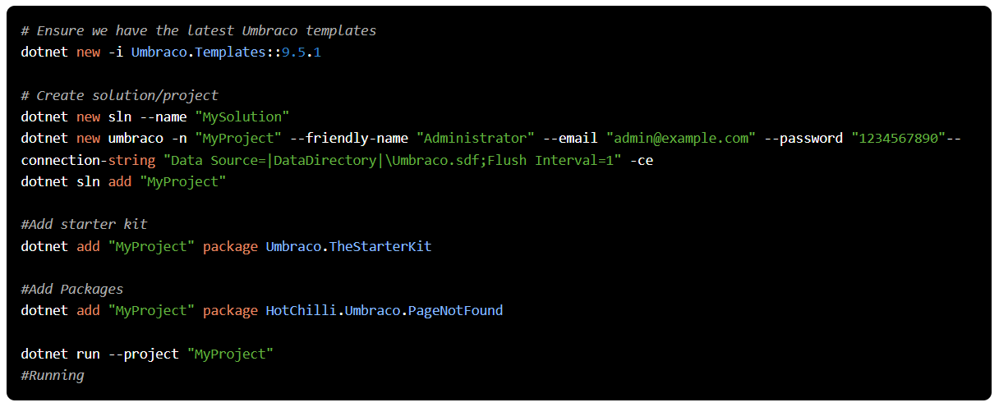 # Ensure we have the latest Umbraco templates
dotnet new -i Umbraco.Templates::9.5.1
# Create solution/project
dotnet new sln --name "MySolution"
dotnet new umbraco -n "MyProject" --friendly-name "Administrator" --email "admin@example.com" --password "1234567890"--
connection-string "Data Source=|DataDirectory|\Umbraco.sdf;Flush Interval=1" -ce
dotnet sln add "MyProject"
#Add starter kit
dotnet add "MyProject" package Umbraco.TheStarterKit
#Add Packages
dotnet add "MyProject" package HotChilli.Umbraco.PageNotFound
dotnet run --project "MyProject"
#Running